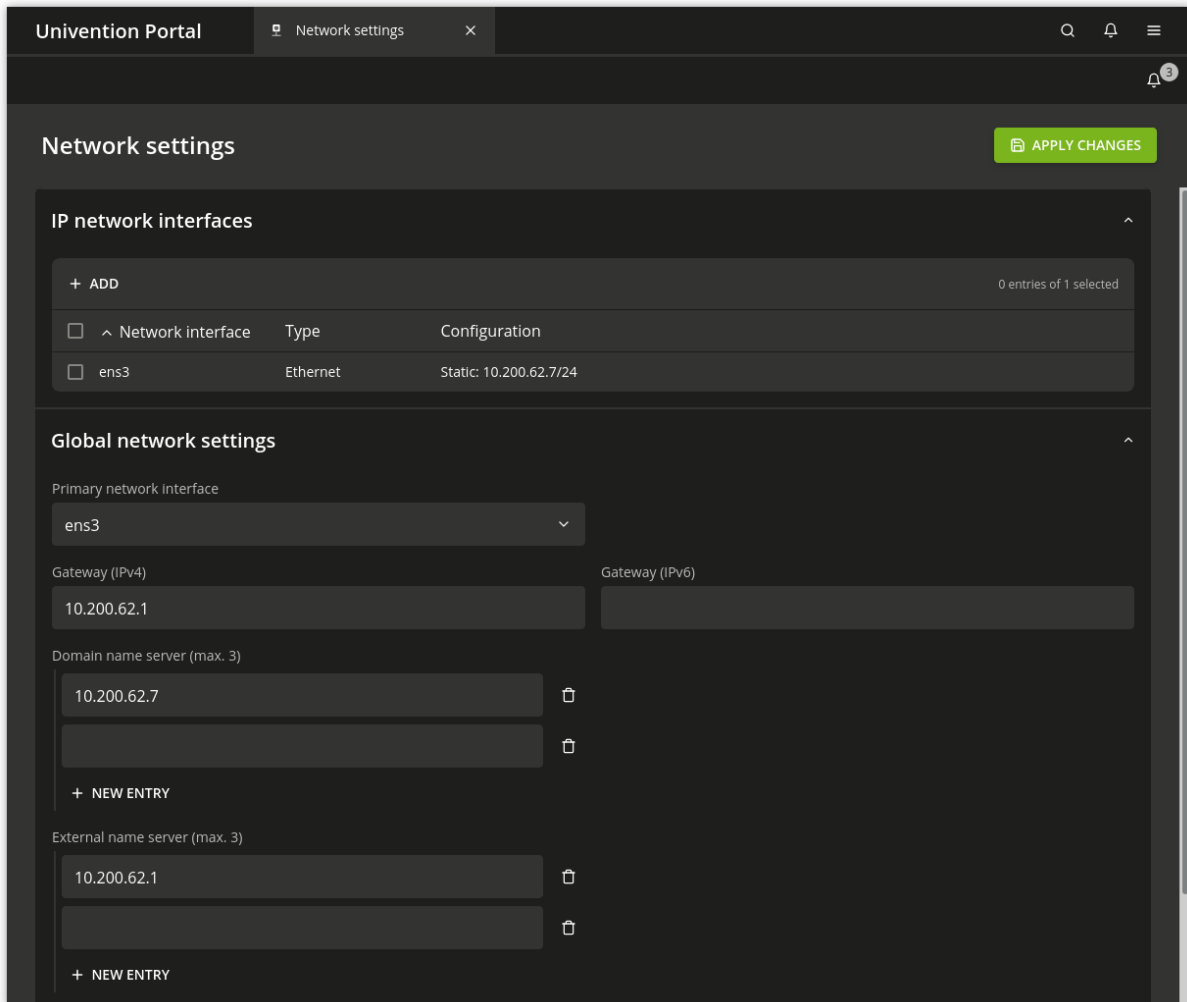 Univention Portal
Network settings
3
Network settings
APPLY CHANGES
IP network interfaces
+ ADD
0 entries of 1 selected
Network interface Type Configuration
ens3 Ethernet Static: 10.200.62.7/24
Global network settings
Primary network interface
ens3
Gateway (IPv4) Gateway (IPv6)
10.200.62.1
Domain name server (max. 3)
10.200.62.7
+ NEW ENTRY
External name server (max. 3)
10.200.62.1
+ NEW ENTRY